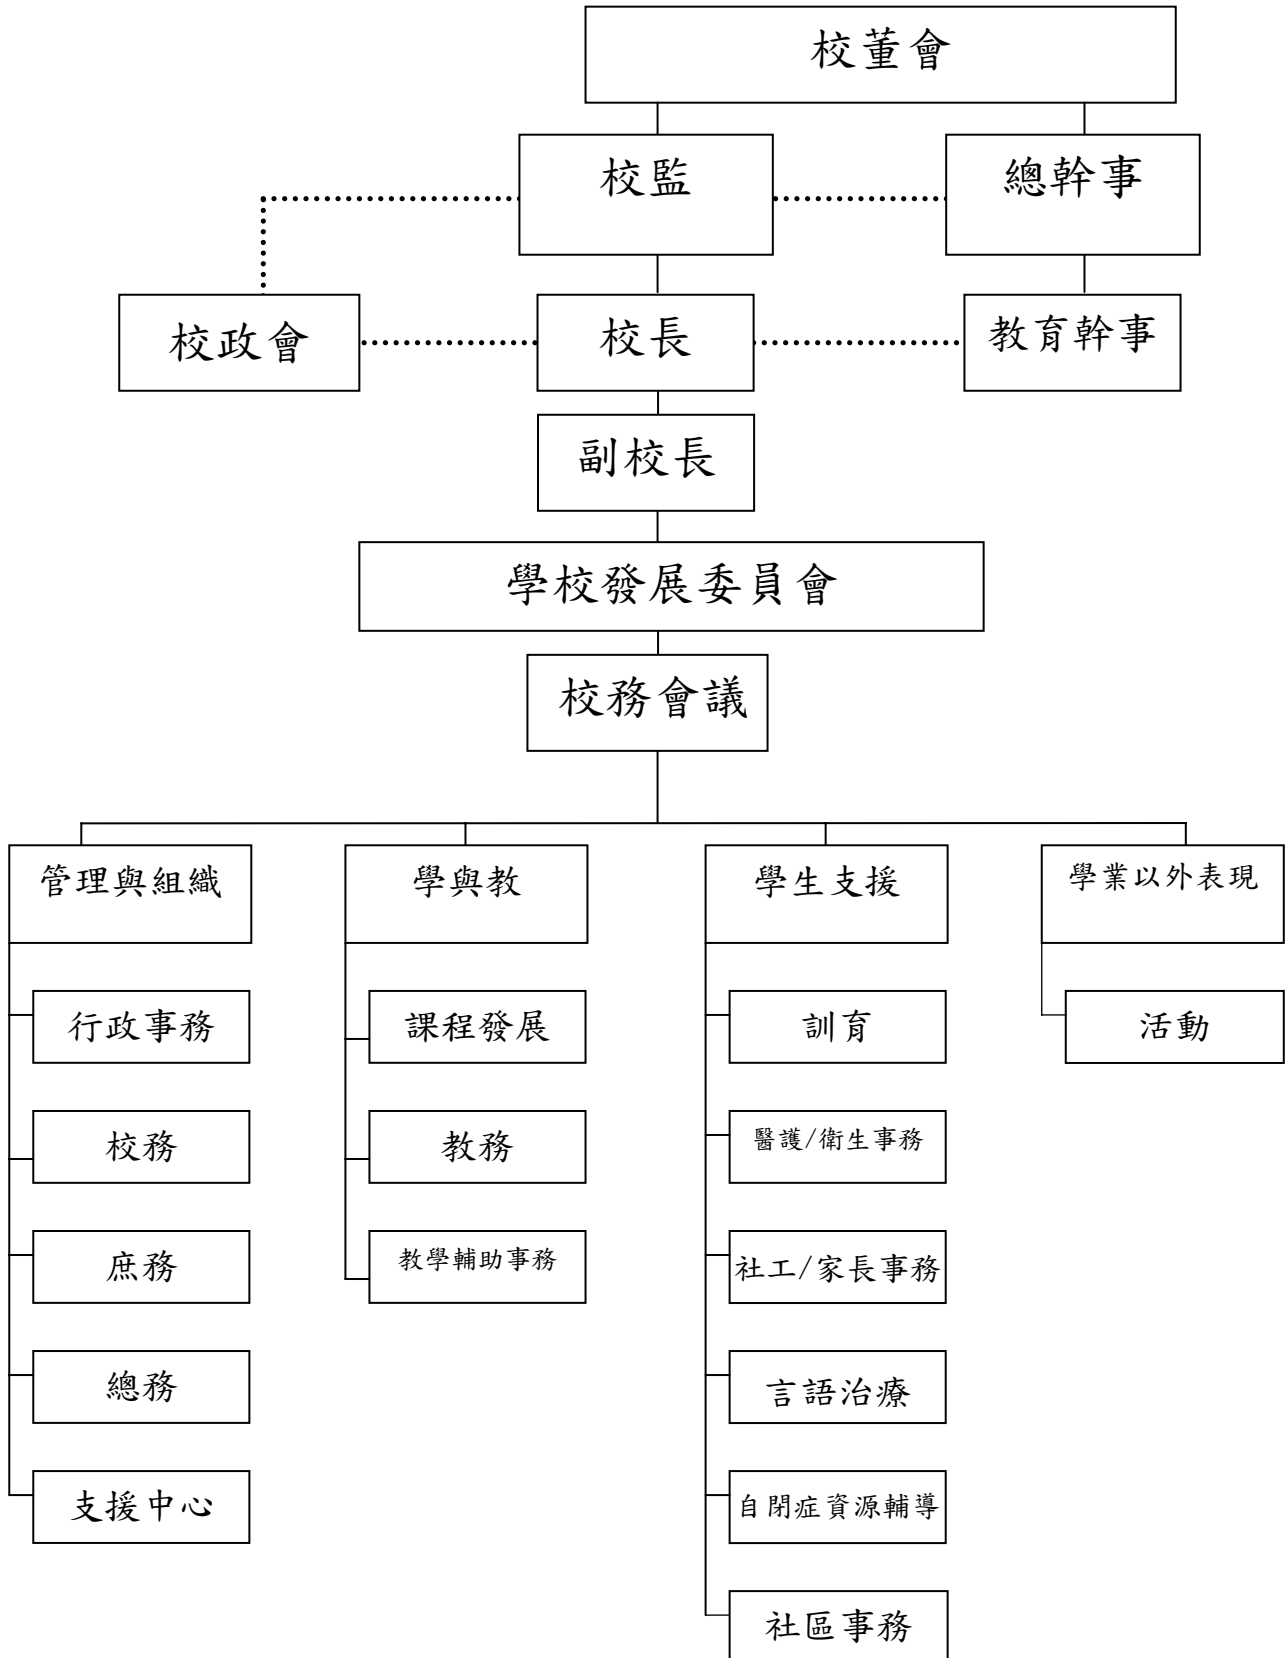 校董會
校監
總幹事
校政會
校長
教育幹事
副校長
學校發展委員會
校務會議
管理與組織
學與教
學生支援
學業以外表現
行政事務
課程發展
訓育
活動
校務
教務
醫護/衛生事務
庶務
教學輔助事務
社工/家長事務
總務
言語治療
支援中心
自閉症資源輔導
社區事務